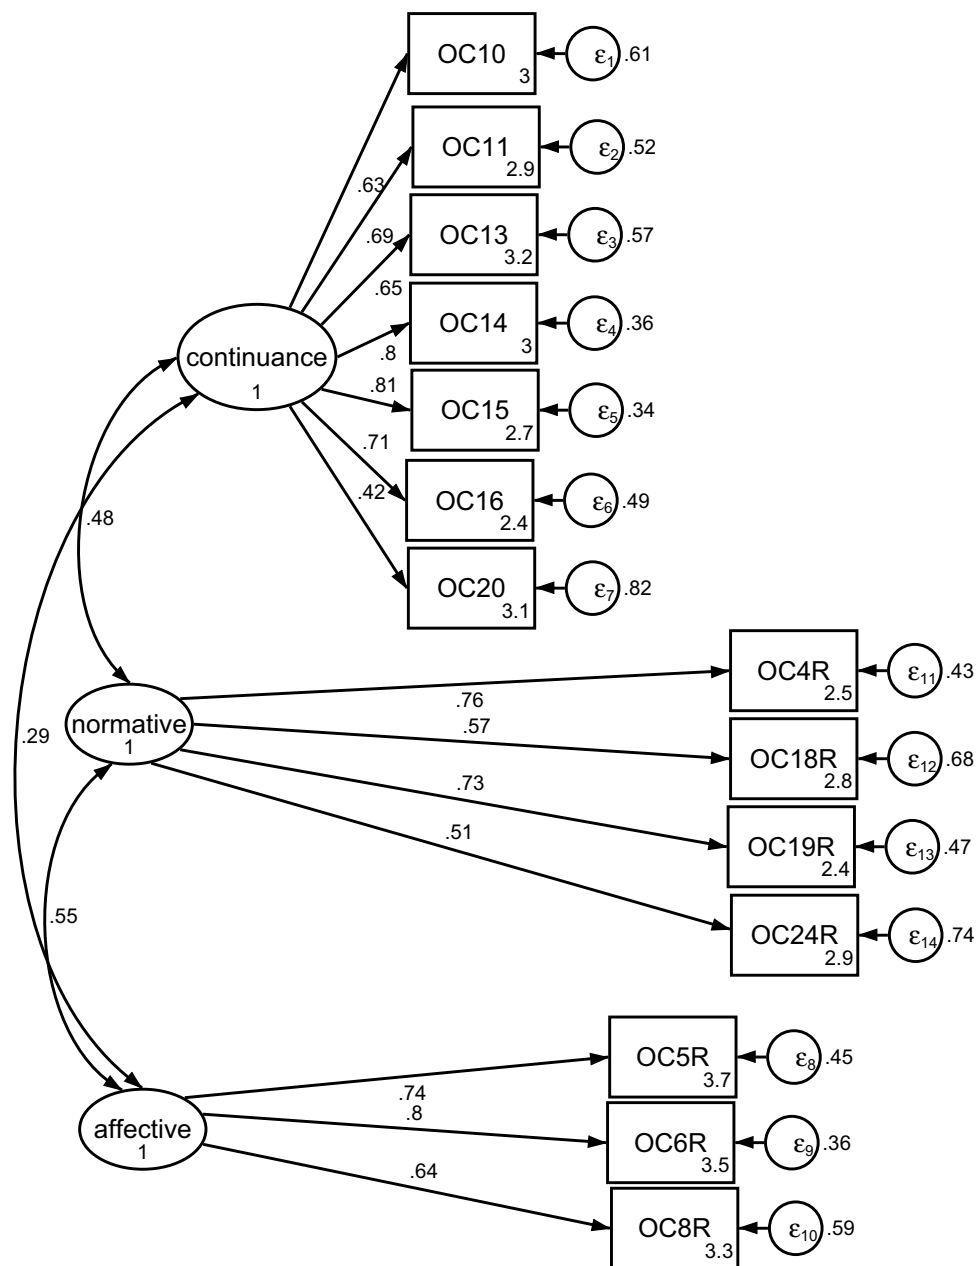 OC10
3
ε1
.61
OC11
2.9
ε2
.52
.63
OC13
3.2
ε3
.57
.69
.65
OC14
3
ε4
.36
continuance
1
.8
.81
OC15
2.7
ε5
.34
.71
.42
OC16
2.4
ε6
.49
.48
OC20
3.1
ε7
.82
OC4R
2.5
ε11
.43
.76
normative
1
.57
.29
OC18R
2.8
ε12
.68
.73
.51
OC19R
2.4
ε13
.47
.55
OC24R
2.9
ε14
.74
OC5R
3.7
ε8
.45
.74
.8
affective
1
OC6R
3.5
ε9
.36
.64
OC8R
3.3
ε10
.59